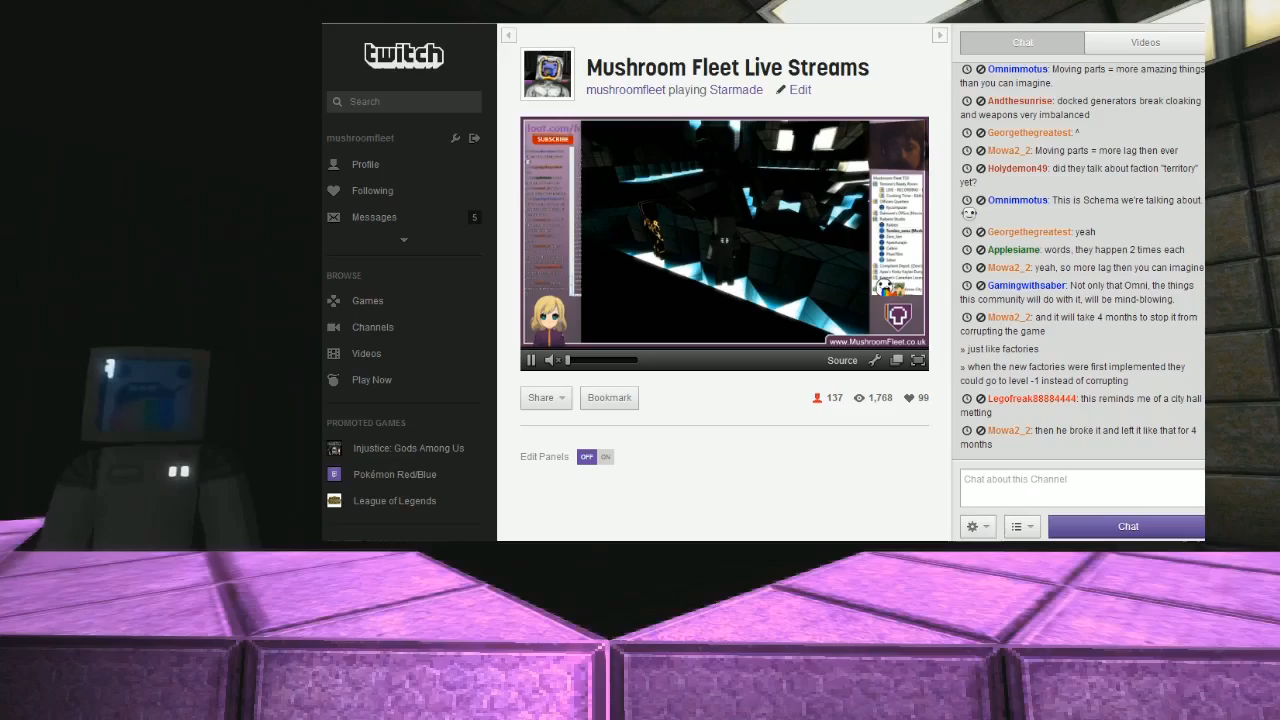 twitch
Search
mushroomfleet
Profile
Following
Messages 5
BROWSE
Games
Channels
Videos
Play Now
PROMOTED GAMES
Injustice: Gods Among Us
Pokémon Red/Blue
League of Legends
Mushroom Fleet Live Streams
mushroomfleet playing Starmade Edit
SUBSCRIBE
www.MushroomFleet.co.uk
Source
Share Bookmark 137 1,768 99
Edit Panels OFF ON
Chat Videos
Omnimmotus: Moving parts = more amazing things
than you can imagine.
Andthesunrise: docked generators break cloaking
and weapons very imbalanced
Georgethegreatest: ^
Mowa2_2: Moving parts = more lag then ever
Holydemon49: did they talk about faction "territory"
yet?
Omnimmotus: This is Schema we're talking about.
Georgethegreatest: yeah
Applesiame: words, they happen 2 times each
Mowa2_2: yeah, so more lag then you can imagine
Gamingwithsaber: Not only that Omni, the things
this community will do with it, will be mind-blowing.
Mowa2_2: and it will take 4 months to stop it from
corrupting the game
» just like factories
» when the new factories were first implemented they
could go to level -1 instead of corrupting
Legofreak88884444: this reminds me of a city hall
metting
Mowa2_2: then he broke it and left it like that for 4
months
Chat about this Channel
Chat